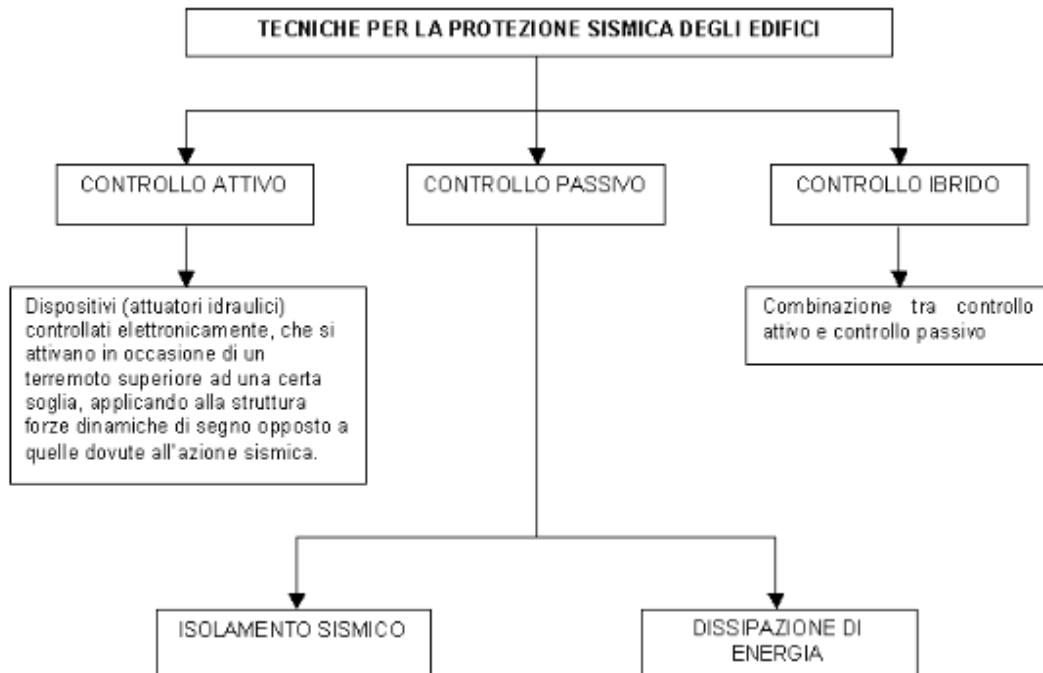 TECNICHE PER LA PROTEZIONE SISMICA DEGLI EDIFICI
CONTROLLO ATTIVO
CONTROLLO PASSIVO
CONTROLLO IBRIDO
Dispositivi (attuatori idraulici)
controllati elettronicamente, che si
attivano in occasione di un
terremoto superiore ad una certa
soglia, applicando alla struttura
forze dinamiche di segno opposto a
quelle dovute all'azione sismica.
Combinazione tra controllo
attivo e controllo passivo
ISOLAMENTO SISMICO
DISSIPAZIONE DI
ENERGIA